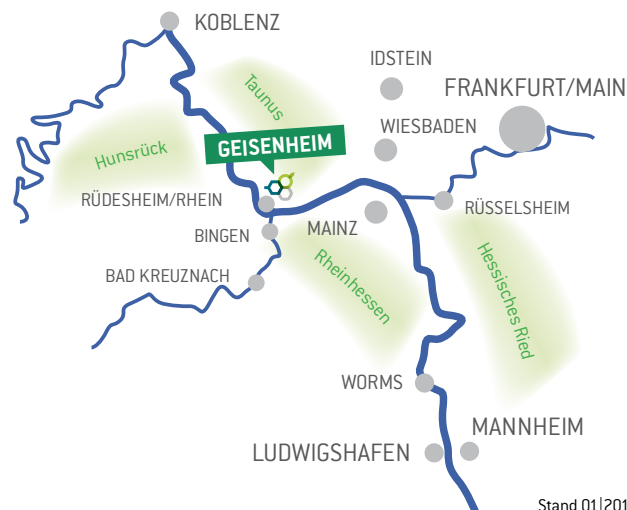 KOBLENZ
IDSTEIN
Taunus
FRANKFURT/MAIN
WIESBADEN
Hunsrück
GEISENHEIM
RÜDESHEIM/RHEIN
RÜSSELSHEIM
MAINZ
BINGEN
BAD KREUZNACH
Rheinhessen
Hessisches Ried
WORMS
MANNHEIM
LUDWIGSHAFEN
Stand 01|201